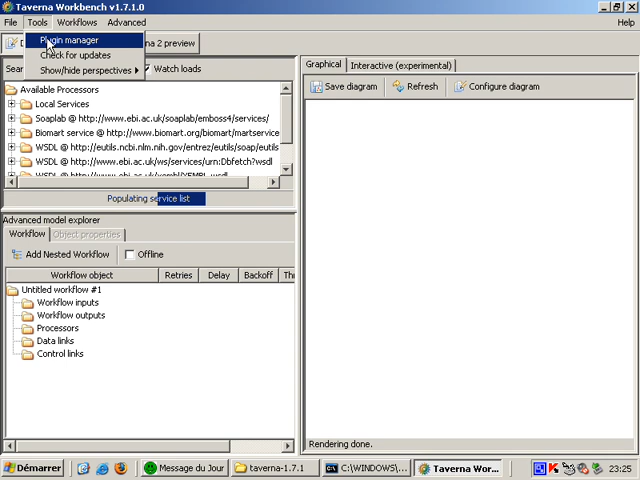 Taverna Workbench v1.7.1.0
File Tools Workflows Advanced Help
Plugin manager
Check for updates
Show/hide perspectives
na 2 preview
Sear
Watch loads
Available Processors
Local Services
Soaplab @ http://www.ebi.ac.uk/soaplab/emboss4/services/
Biomart service @ http://www.biomart.org/biomart/martservice
WSDL @ http://eutils.ncbi.nlm.nih.gov/entrez/eutils/soap/eutils
WSDL @ http://www.ebi.ac.uk/ws/services/urn:Dbfetch?wsdl
Populating service list
Advanced model explorer
Workflow Object properties
Add Nested Workflow Offline
Workflow object Retries Delay Backoff Thr
Untitled workflow #1
Workflow inputs
Workflow outputs
Processors
Data links
Control links
Graphical Interactive (experimental)
Save diagram Refresh Configure diagram
Rendering done.
Démarrer Message du Jour taverna-1.7.1 C:\WINDOWS\... Taverna Wor... 23:25